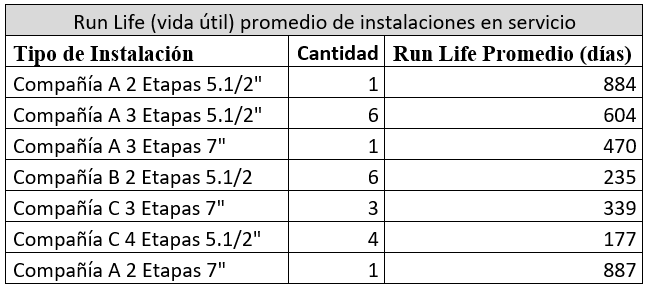 Run Life (vida útil) promedio de instalaciones en servicio
Tipo de Instalación Cantidad Run Life Promedio (días)
Compañía A 2 Etapas 5.1/2" 1 884
Compañía A 3 Etapas 5.1/2" 6 604
Compañía A 3 Etapas 7" 1 470
Compañía B 2 Etapas 5.1/2 6 235
Compañía C 3 Etapas 7" 3 339
Compañía C 4 Etapas 5.1/2" 4 177
Compañía A 2 Etapas 7" 1 887